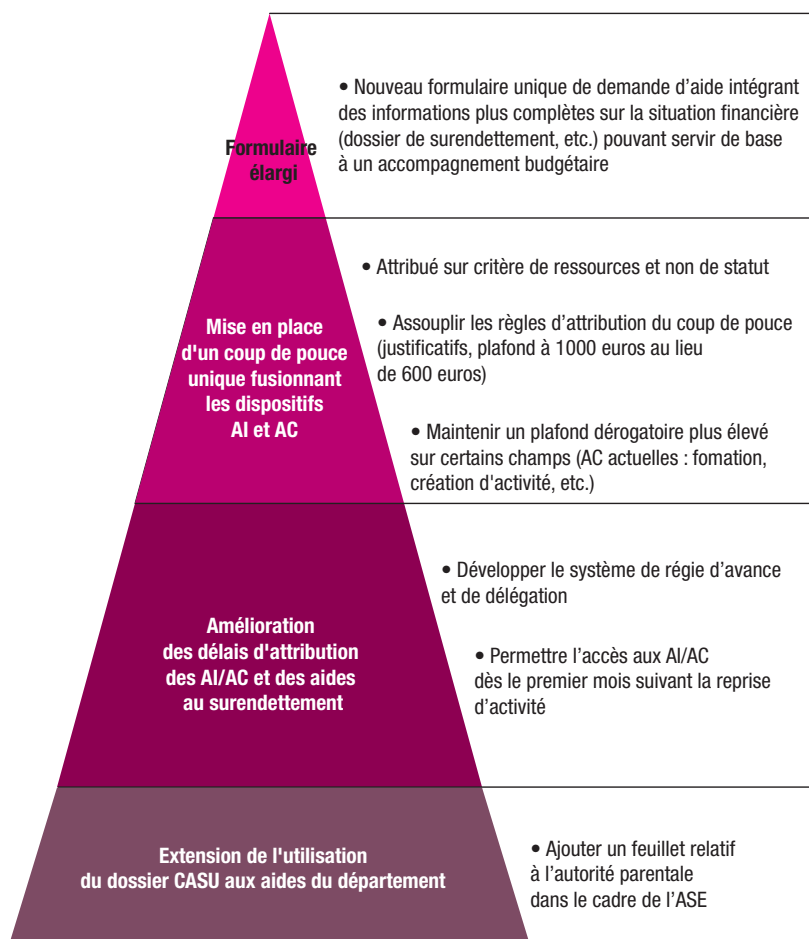 Formulaire
élargi
• Nouveau formulaire unique de demande d’aide intégrant
des informations plus complètes sur la situation financière
(dossier de surendettement, etc.) pouvant servir de base
à un accompagnement budgétaire
Mise en place
d'un coup de pouce
unique fusionnant
les dispositifs
AI et AC
• Attribué sur critère de ressources et non de statut
• Assouplir les règles d’attribution du coup de pouce
(justificatifs, plafond à 1000 euros au lieu
de 600 euros)
• Maintenir un plafond dérogatoire plus élevé
sur certains champs (AC actuelles : fomation,
création d'activité, etc.)
Amélioration
des délais d'attribution
des AI/AC et des aides
au surendettement
• Développer le système de régie d’avance
et de délégation
• Permettre l’accès aux AI/AC
dès le premier mois suivant la reprise
d’activité
Extension de l'utilisation
du dossier CASU aux aides du département
• Ajouter un feuillet relatif
à l’autorité parentale
dans le cadre de l’ASE